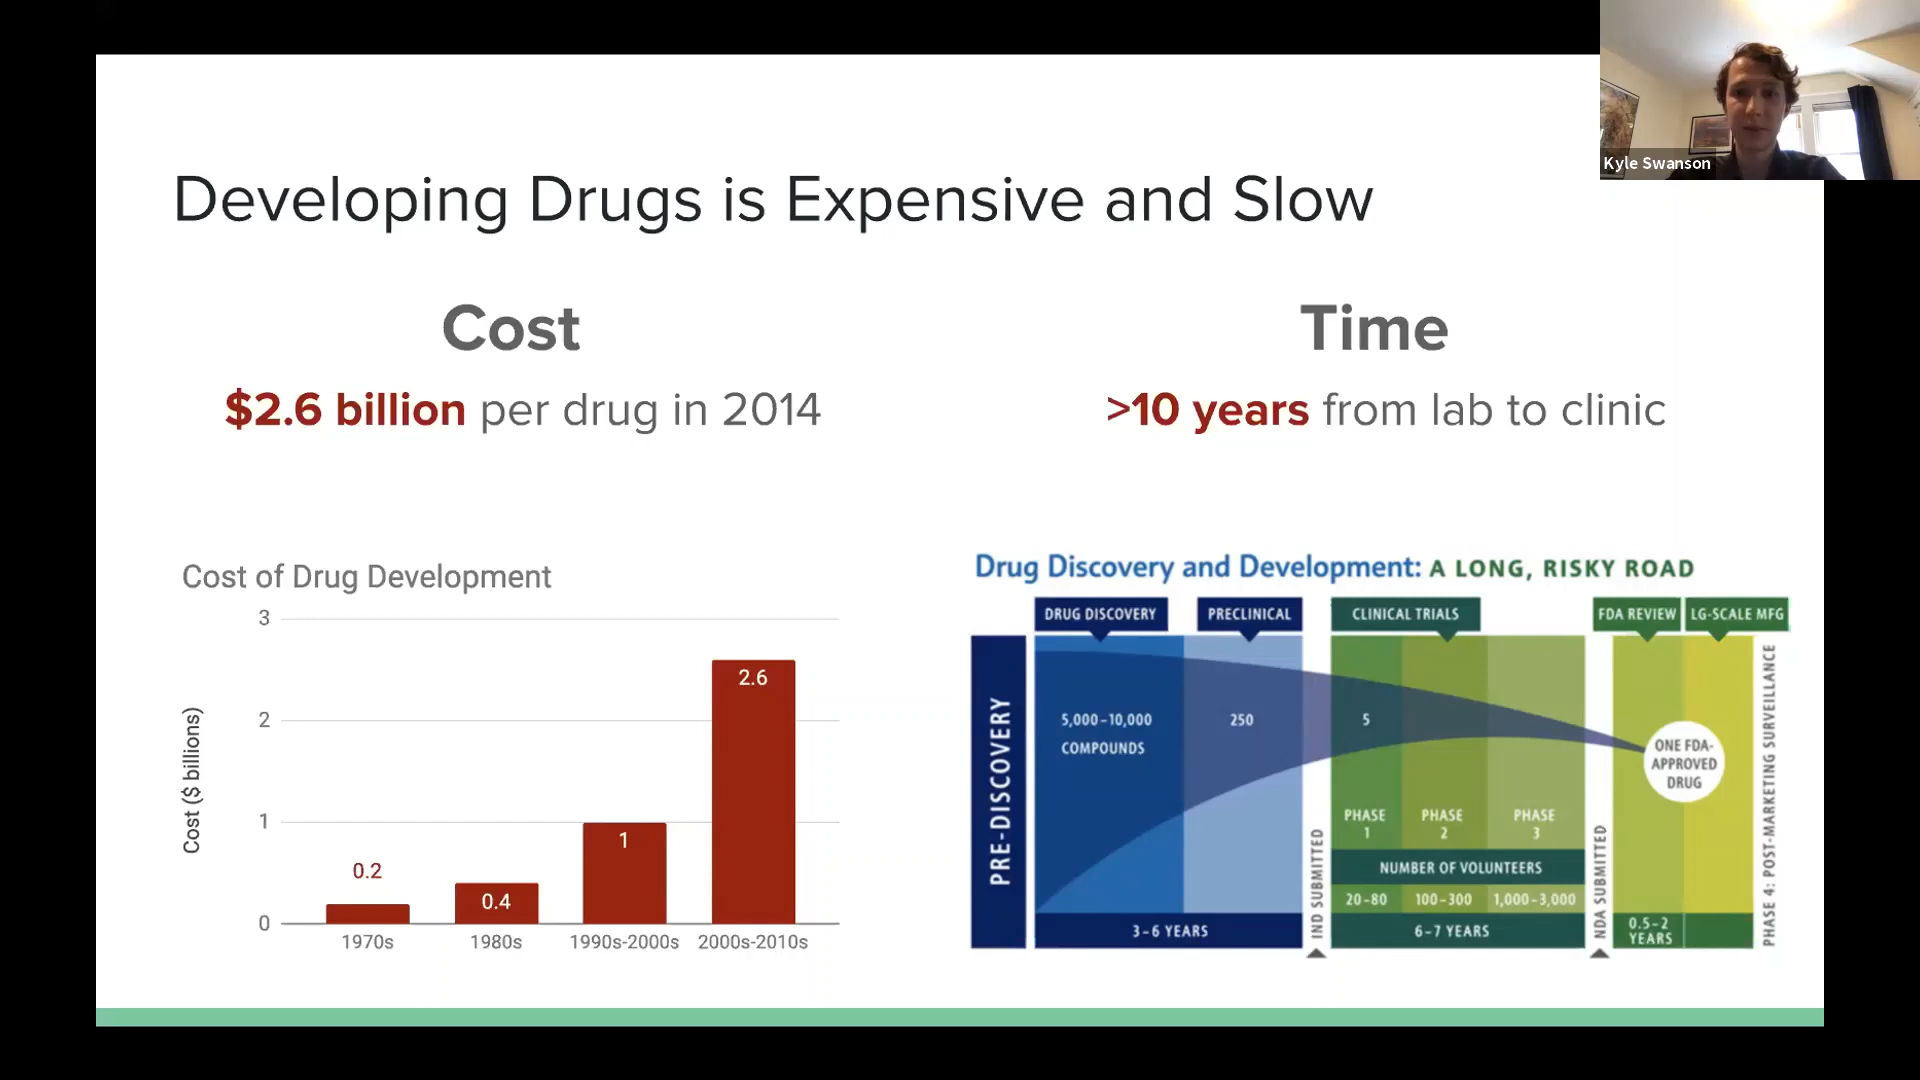 Kyle Swanson
Developing Drugs is Expensive and Slow
Cost
$2.6 billion per drug in 2014
Time
>10 years from lab to clinic
Cost of Drug Development
Cost ($ billions)
3
2
1
0
0.2
0.4
1
2.6
1970s
1980s
1990s-2000s
2000s-2010s
Drug Discovery and Development: A LONG, RISKY ROAD
DRUG DISCOVERY
PRECLINICAL
CLINICAL TRIALS
FDA REVIEW
LG-SCALE MFG
PRE-DISCOVERY
5,000–10,000
COMPOUNDS
250
5
ONE FDA-
APPROVED
DRUG
PHASE
1
PHASE
2
PHASE
3
NUMBER OF VOLUNTEERS
20–80
100–300
1,000–3,000
3–6 YEARS
IND SUBMITTED
6–7 YEARS
NDA SUBMITTED
0.5–2
YEARS
PHASE 4: POST-MARKETING SURVEILLANCE